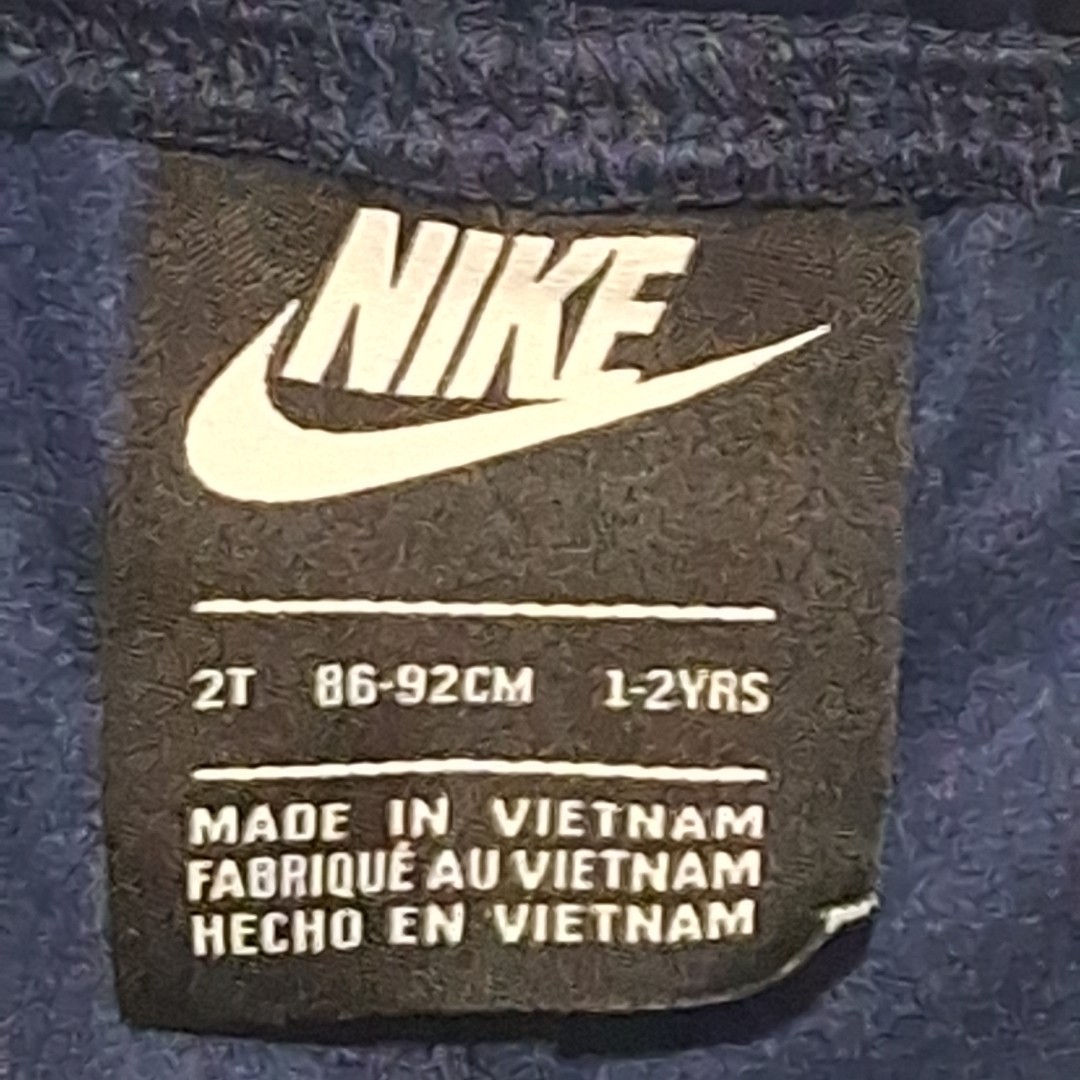 NIKE
2T 86-92CM 1-2YRS
MADE IN VIETNAM
FABRIQUÉ AU VIETNAM
HECHO EN VIETNAM